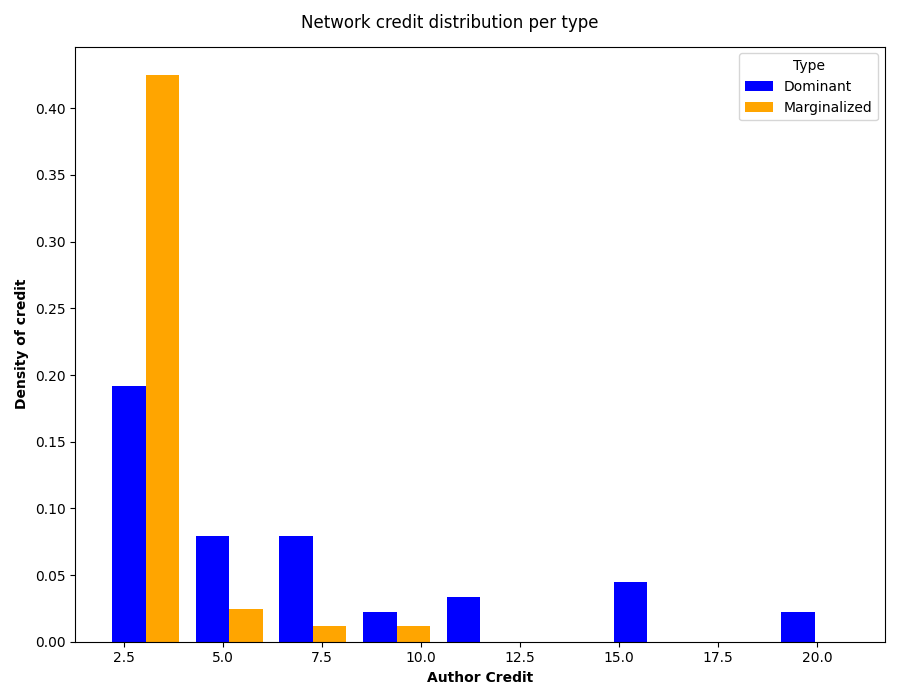 Network credit distribution per type
Type
Dominant
Marginalized
Density of credit
0.40
0.35
0.30
0.25
0.20
0.15
0.10
0.05
0.00
2.5 5.0 7.5 10.0 12.5 15.0 17.5 20.0
Author Credit